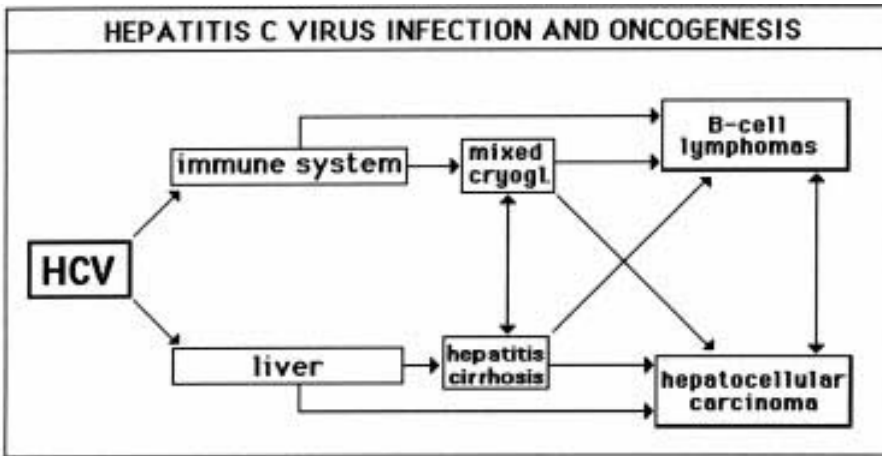 HEPATITIS C VIRUS INFECTION AND ONCOGENESIS
B-cell
lymphomas
immune system
mixed
cryogl.
HCV
liver
hepatitis
cirrhosis
hepatocellular
carcinoma